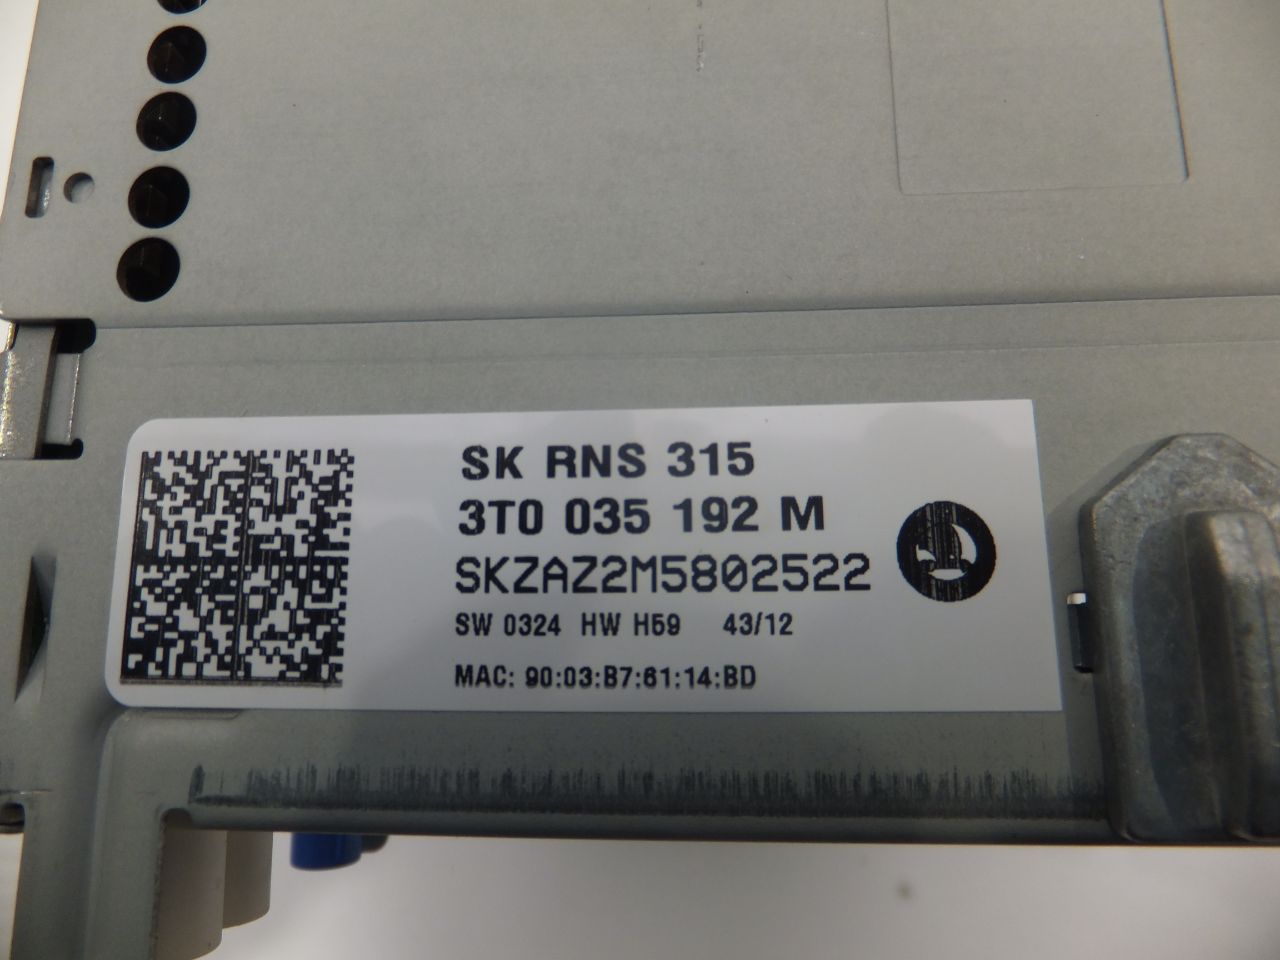 SK RNS 315
3T0 035 192 M
SKZAZ2M5802522
SW 0324 HW H59 43/12
MAC: 90:03:B7:61:14:BD